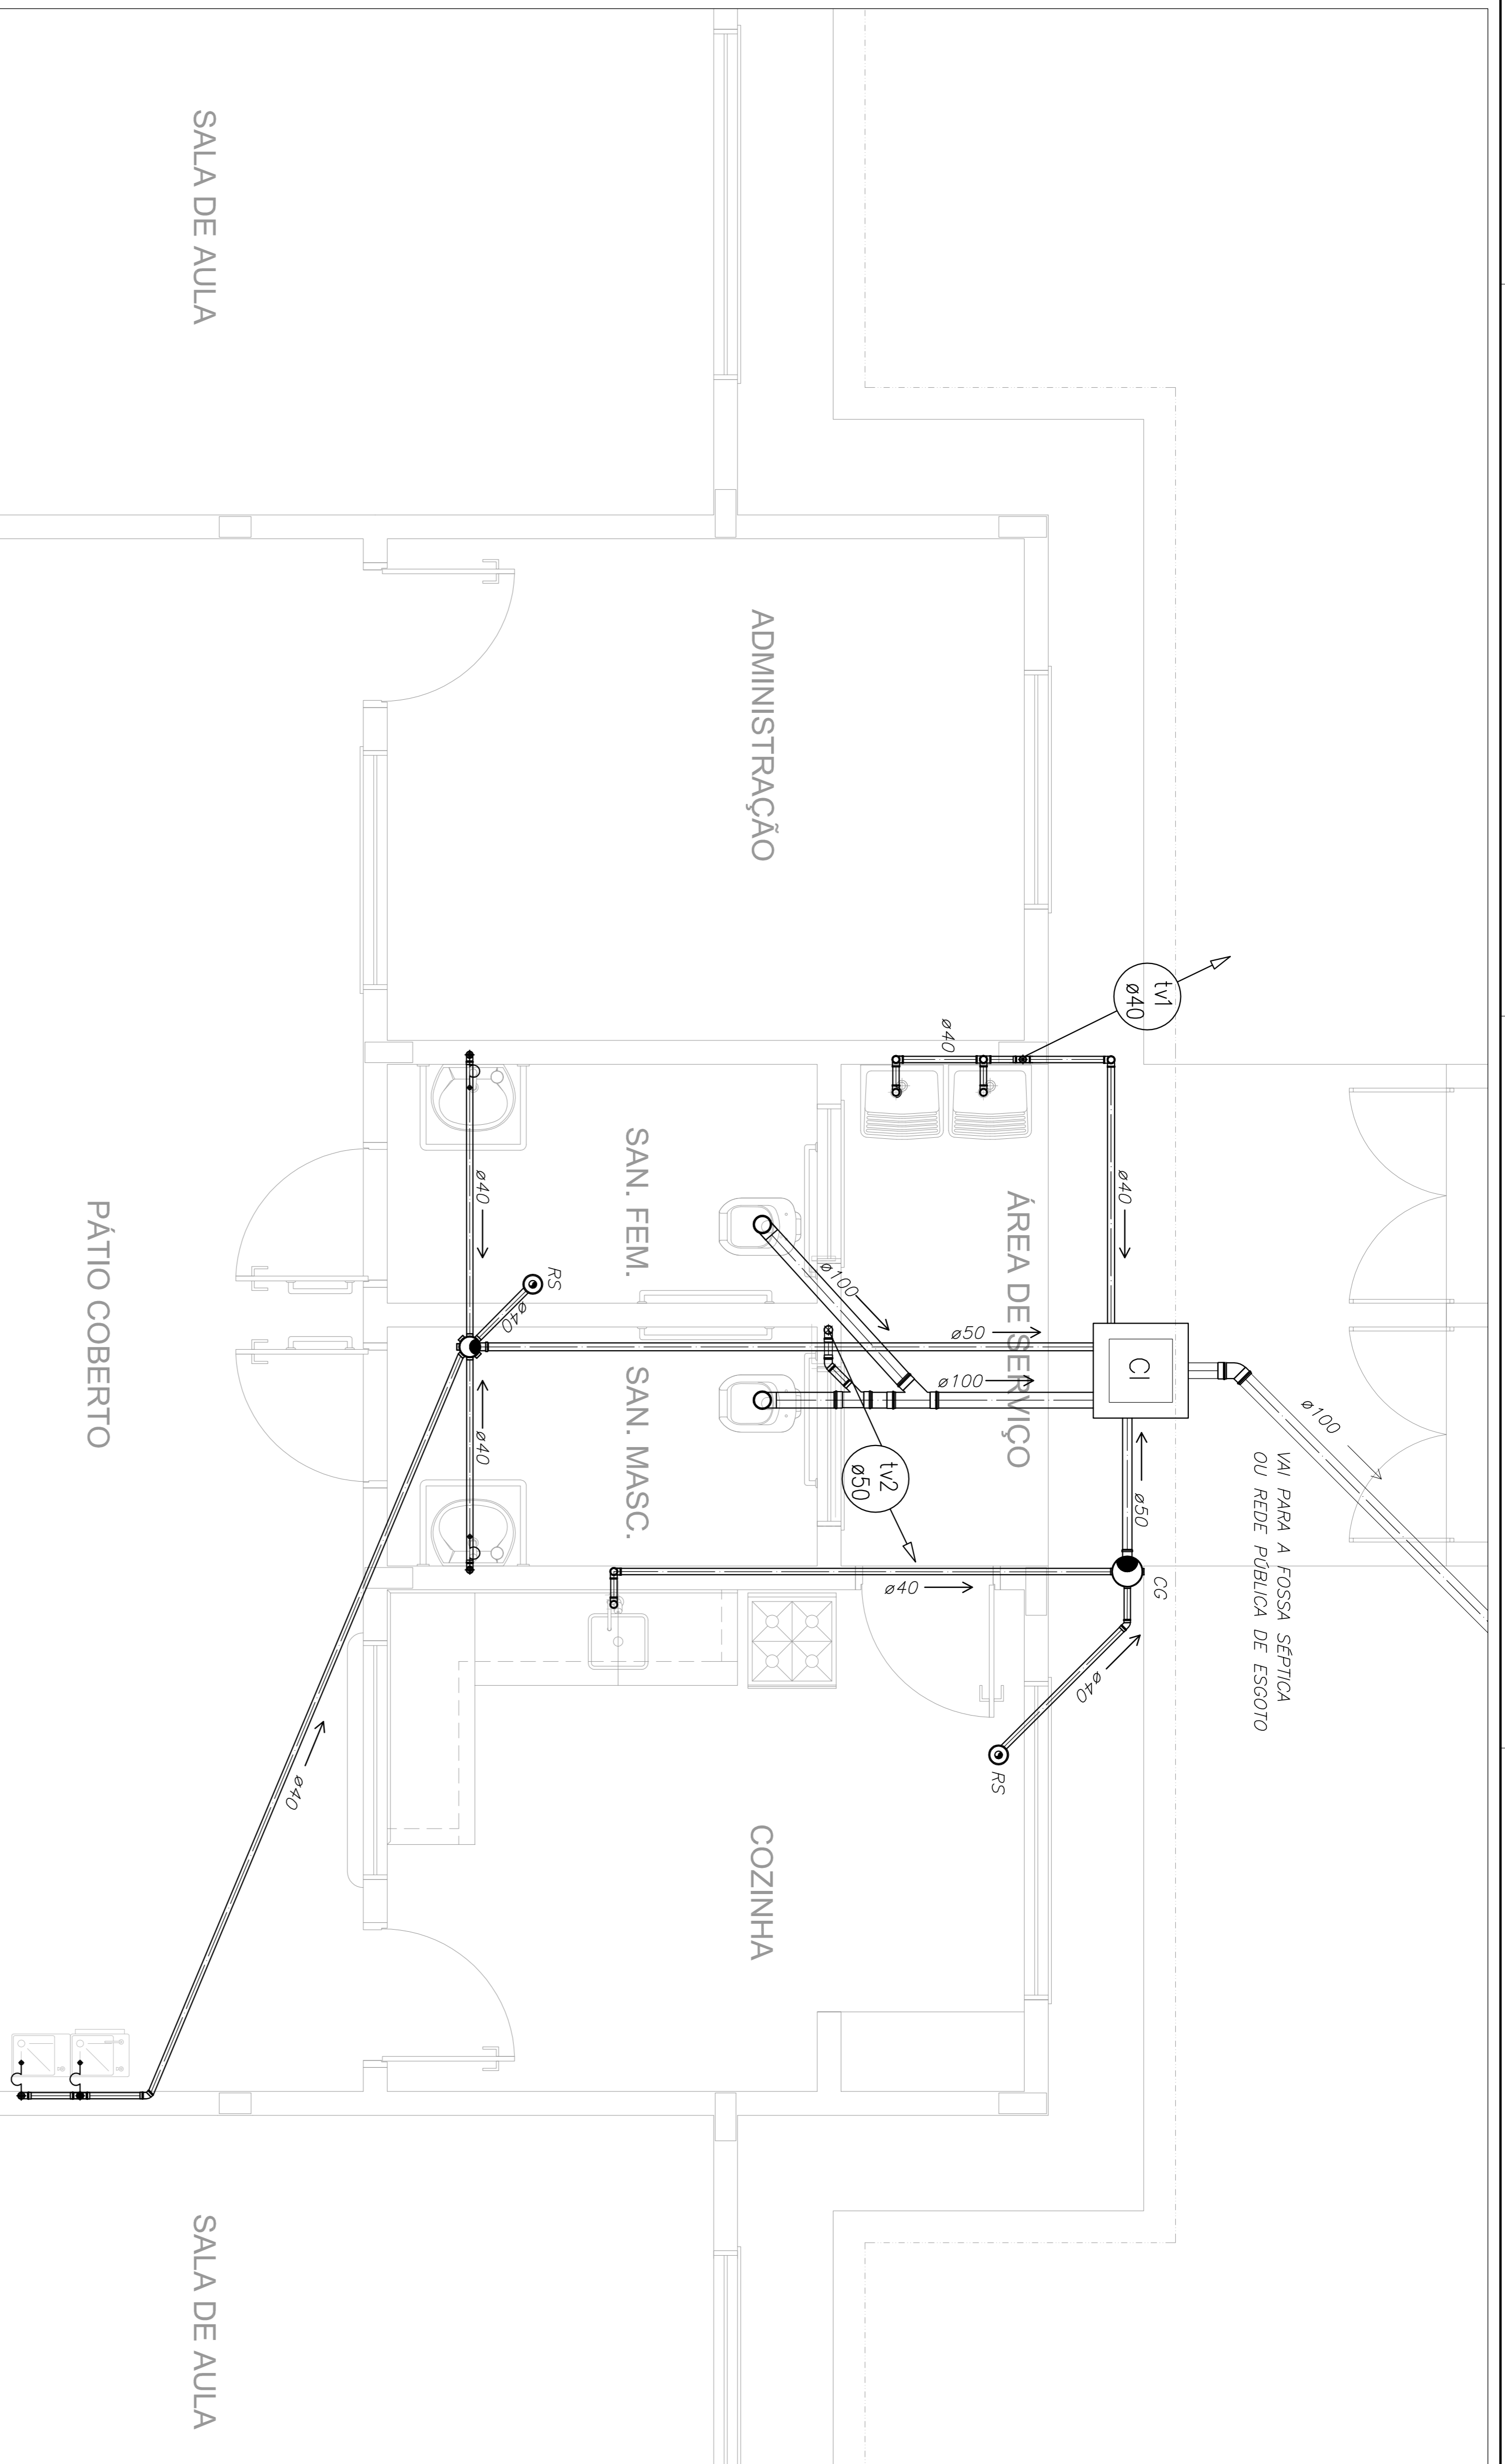 VAI PARA A FOSSA SÉPTICA
OU REDE PÚBLICA DE ESGOTO
ø100
CG
tv1
ø40
CI
ø50
ø40
ø40
RS
ÁREA DE SERVIÇO
ø40
ø50
ø100
ø40
tv2
ø50
ø100
ADMINISTRAÇÃO
COZINHA
SAN. FEM.
SAN. MASC.
RS
ø40
ø40
ø40
ø40
SALA DE AULA
SALA DE AULA
PÁTIO COBERTO